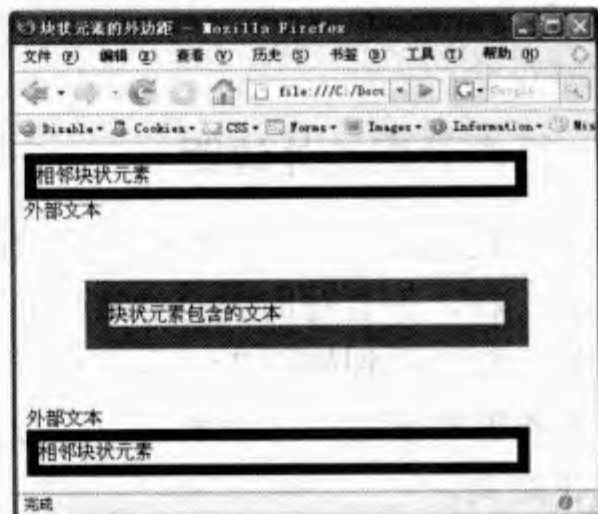 块状元素的外边距 - Mozilla Firefox
文件 (F) 编辑 (E) 查看 (V) 历史 (S) 书签 (B) 工具 (T) 帮助 (H)
file:///C:/Docu Google
Disable Cookies CSS Forms Images Information Mis
相邻块状元素
外部文本
块状元素包含的文本
外部文本
相邻块状元素
完成